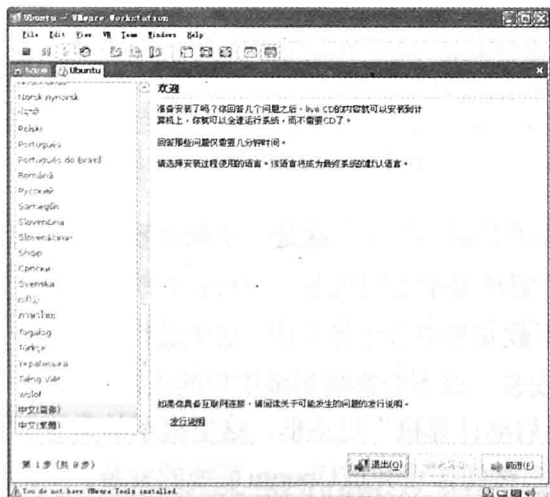 Ubuntu - VMware Workstation
File Edit View VM Team Windows Help
Home Ubuntu
Norsk nynorsk
Polski
Português
Português do Brasil
Română
Русский
Sámegillii
Slovenčina
Slovenščina
Shqip
Српски
Svenska
Tagalog
Türkçe
Українська
Tiếng Việt
Wolof
中文(简体)
中文(繁體)
欢迎
准备安装了吗？你回答几个问题之后，live CD的内容就可以安装到计
算机上，你就可以全速运行系统，而不需要CD了。
回答那些问题仅需要几分钟时间。
请选择安装过程使用的语言。该语言将成为最终系统的默认语言。
如果你具备互联网连接，请阅读关于可能发生的问题的发行说明。
发行说明
第 1 步 (共 8 步)
退出(Q)
前进(F)
You do not have VMware Tools installed.